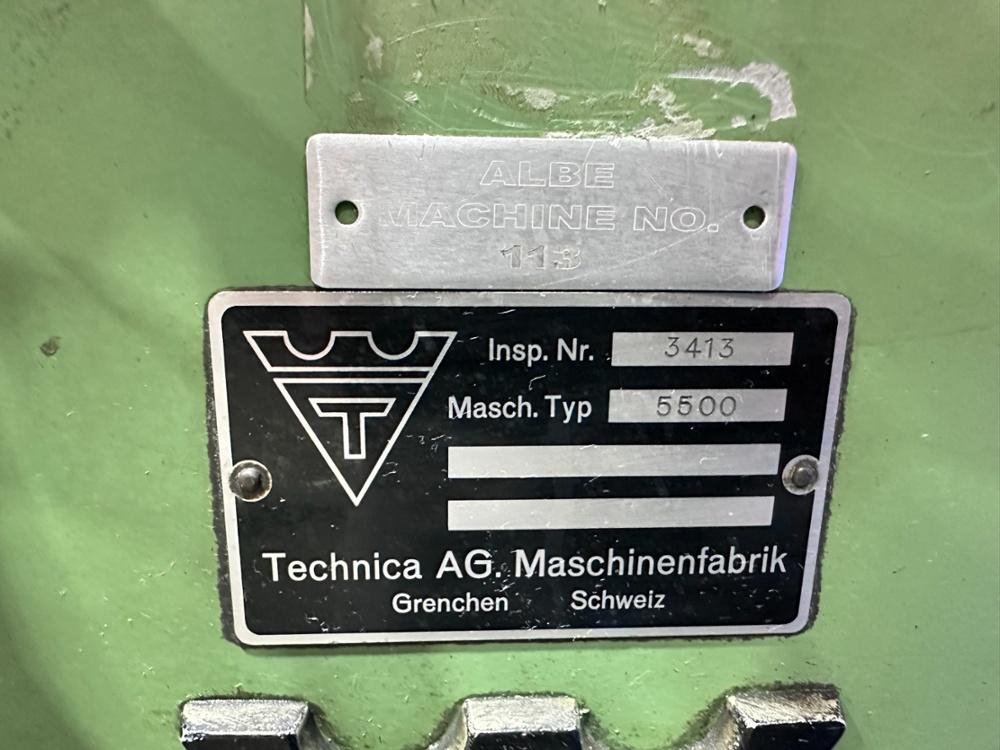 ALBE
MACHINE NO.
113
T
Insp. Nr. 3413
Masch. Typ 5500
Technica AG. Maschinenfabrik
Grenchen Schweiz